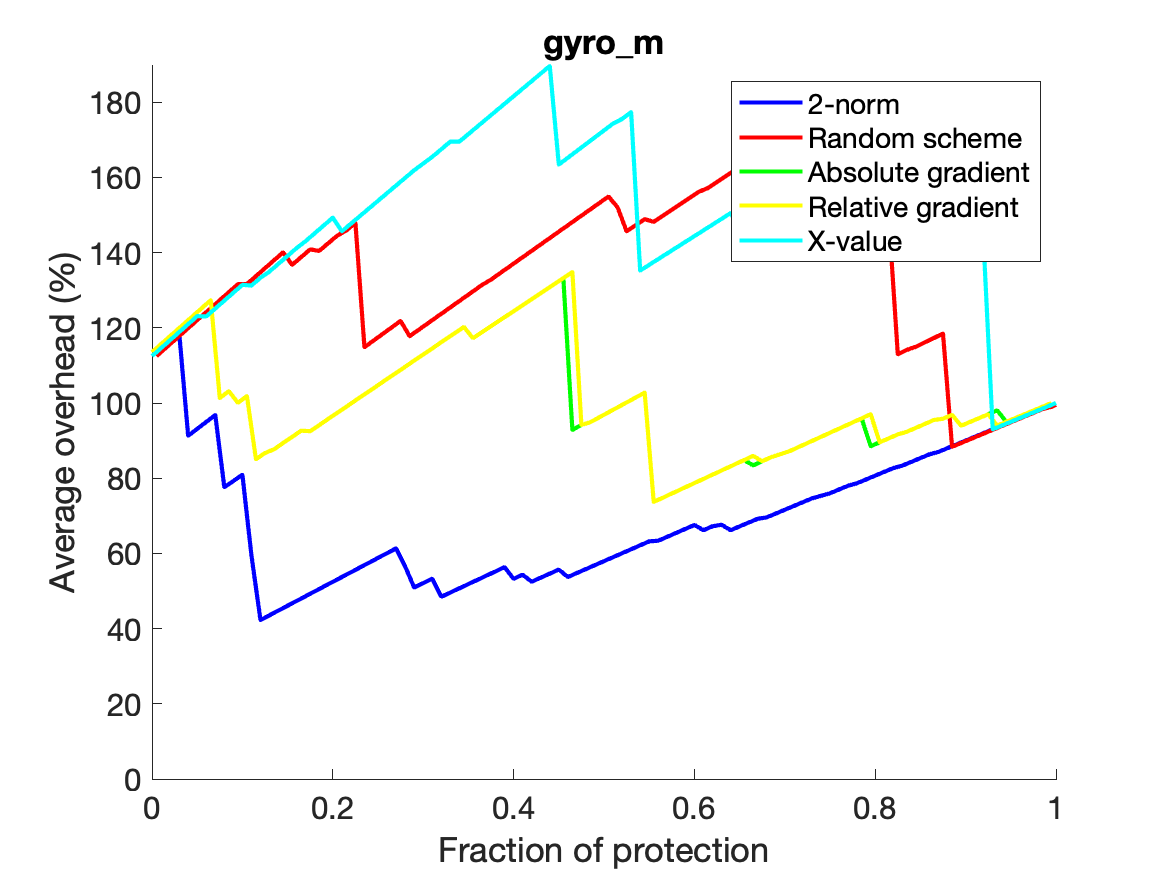 gyro_m
2-norm
Random scheme
Absolute gradient
Relative gradient
X-value
Average overhead (%)
180
160
140
120
100
80
60
40
20
0
0 0.2 0.4 0.6 0.8 1
Fraction of protection